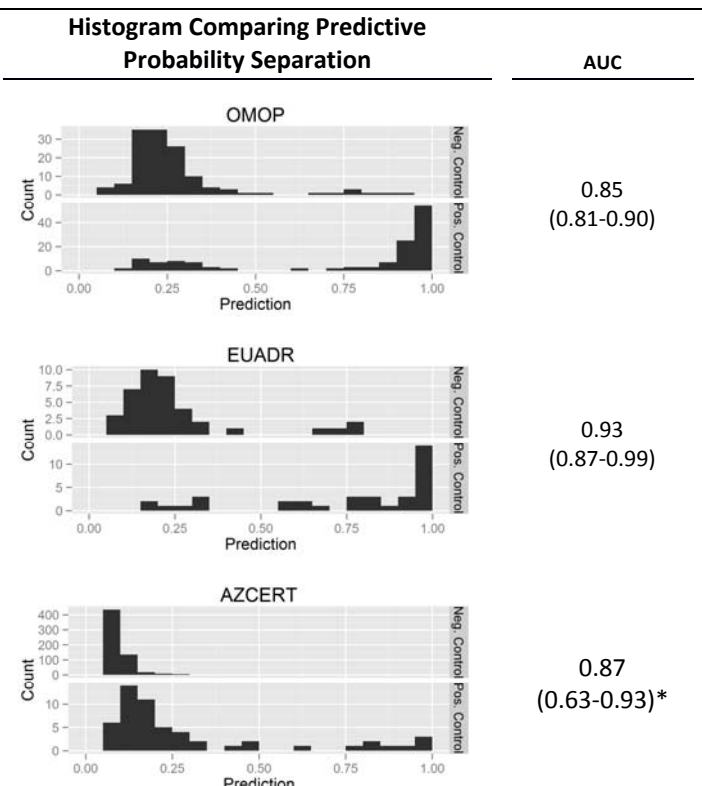 Histogram Comparing Predictive
Probability Separation
AUC
OMOP
30
20
10
0
Neg. Control
Count
40
20
0
Pos. Control
0.00 0.25 0.50 0.75 1.00
Prediction
0.85
(0.81-0.90)
EUADR
10.0
7.5
5.0
2.5
0.0
Neg. Control
Count
10
5
0
Pos. Control
0.00 0.25 0.50 0.75 1.00
Prediction
0.93
(0.87-0.99)
AZCERT
400
300
200
100
0
Neg. Control
Count
10
5
0
Pos. Control
0.00 0.25 0.50 0.75 1.00
Prediction
0.87
(0.63-0.93)*